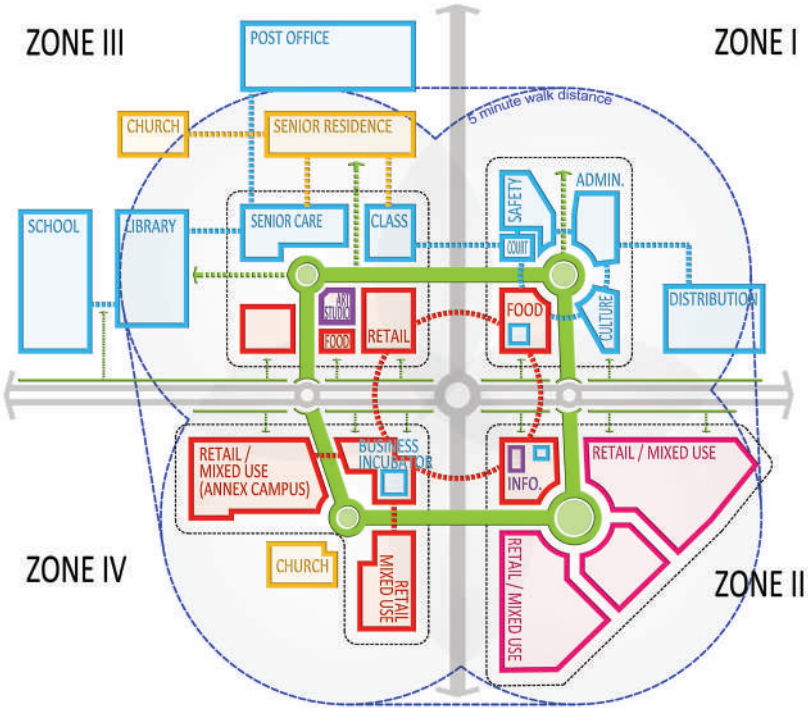 ZONE III
POST OFFICE
ZONE I
5 minute walk distance
CHURCH
SENIOR RESIDENCE
SAFETY
ADMIN.
SCHOOL
LIBRARY
SENIOR CARE
CLASS
COURT
ART
STUDIO
FOOD
RETAIL
FOOD
CULTURE
DISTRIBUTION
RETAIL /
MIXED USE
(ANNEX CAMPUS)
BUSINESS
INCUBATOR
INFO.
RETAIL / MIXED USE
ZONE IV
CHURCH
RETAIL
MIXED USE
RETAIL / MIXED USE
ZONE II